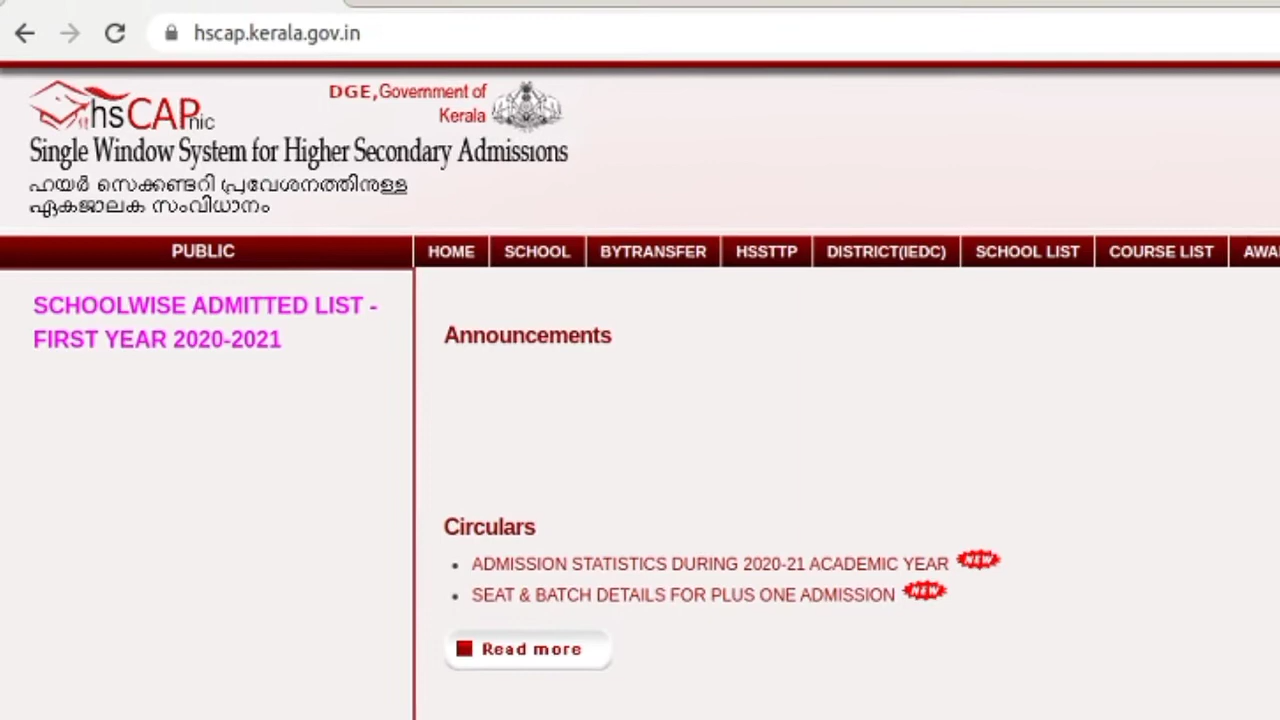 hscap.kerala.gov.in
hsCAPnic
DGE,Government of
Kerala
Single Window System for Higher Secondary Admissions
ഹയർ സെക്കണ്ടറി പ്രവേശനത്തിനുള്ള
ഏകജാലക സംവിധാനം
PUBLIC
HOME SCHOOL BYTRANSFER HSSTTP DISTRICT(IEDC) SCHOOL LIST COURSE LIST
SCHOOLWISE ADMITTED LIST -
FIRST YEAR 2020-2021
Announcements
Circulars
ADMISSION STATISTICS DURING 2020-21 ACADEMIC YEAR NEW
SEAT & BATCH DETAILS FOR PLUS ONE ADMISSION NEW
Read more